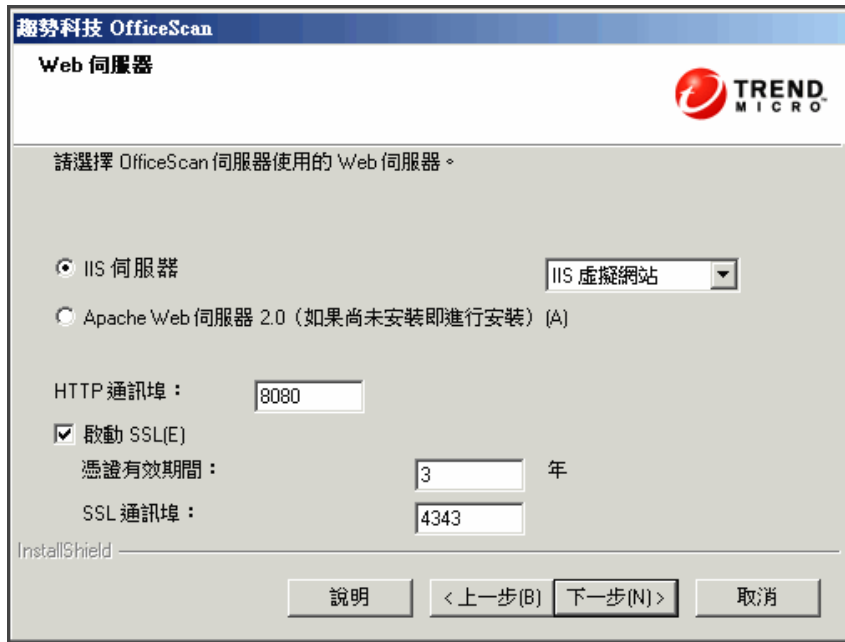 趨勢科技 OfficeScan
Web 伺服器
TREND
MICRO™
請選擇 OfficeScan 伺服器使用的 Web 伺服器。
IIS 伺服器
IIS 虛擬網站
Apache Web 伺服器 2.0（如果尚未安裝即進行安裝）(A)
HTTP 通訊埠：
8080
啟動 SSL(E)
憑證有效期間：
3
年
SSL 通訊埠：
4343
InstallShield
說明
<上一步(B)
下一步(N)>
取消